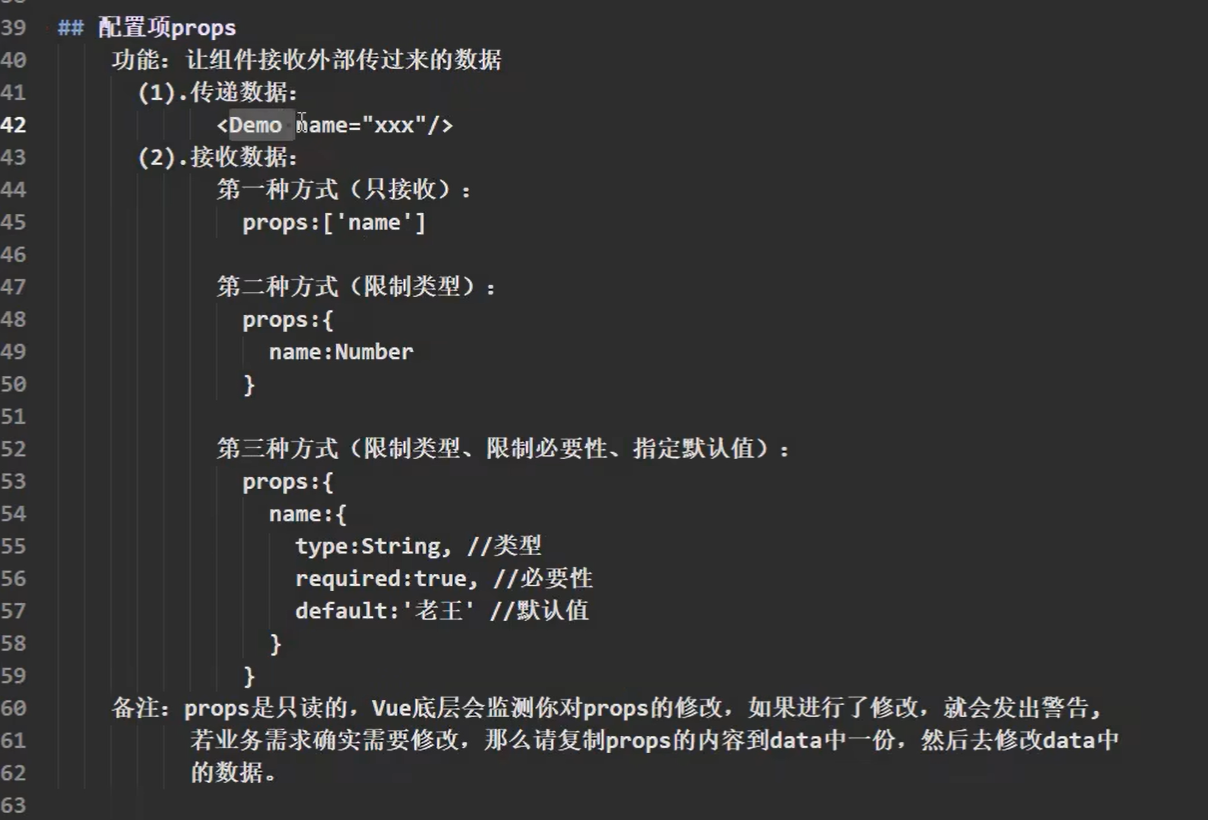 39 ## 配置项props
40 功能：让组件接收外部传过来的数据
41 (1).传递数据：
42 <Demo name="xxx"/>
43 (2).接收数据：
44 第一种方式（只接收）：
45 props:['name']
46
47 第二种方式（限制类型）：
48 props:{
49 name:Number
50 }
51
52 第三种方式（限制类型、限制必要性、指定默认值）：
53 props:{
54 name:{
55 type:String, //类型
56 required:true, //必要性
57 default:'老王' //默认值
58 }
59 }
60 备注：props是只读的，Vue底层会监测你对props的修改，如果进行了修改，就会发出警告，
61 若业务需求确实需要修改，那么请复制props的内容到data中一份，然后去修改data中
62 的数据。
63